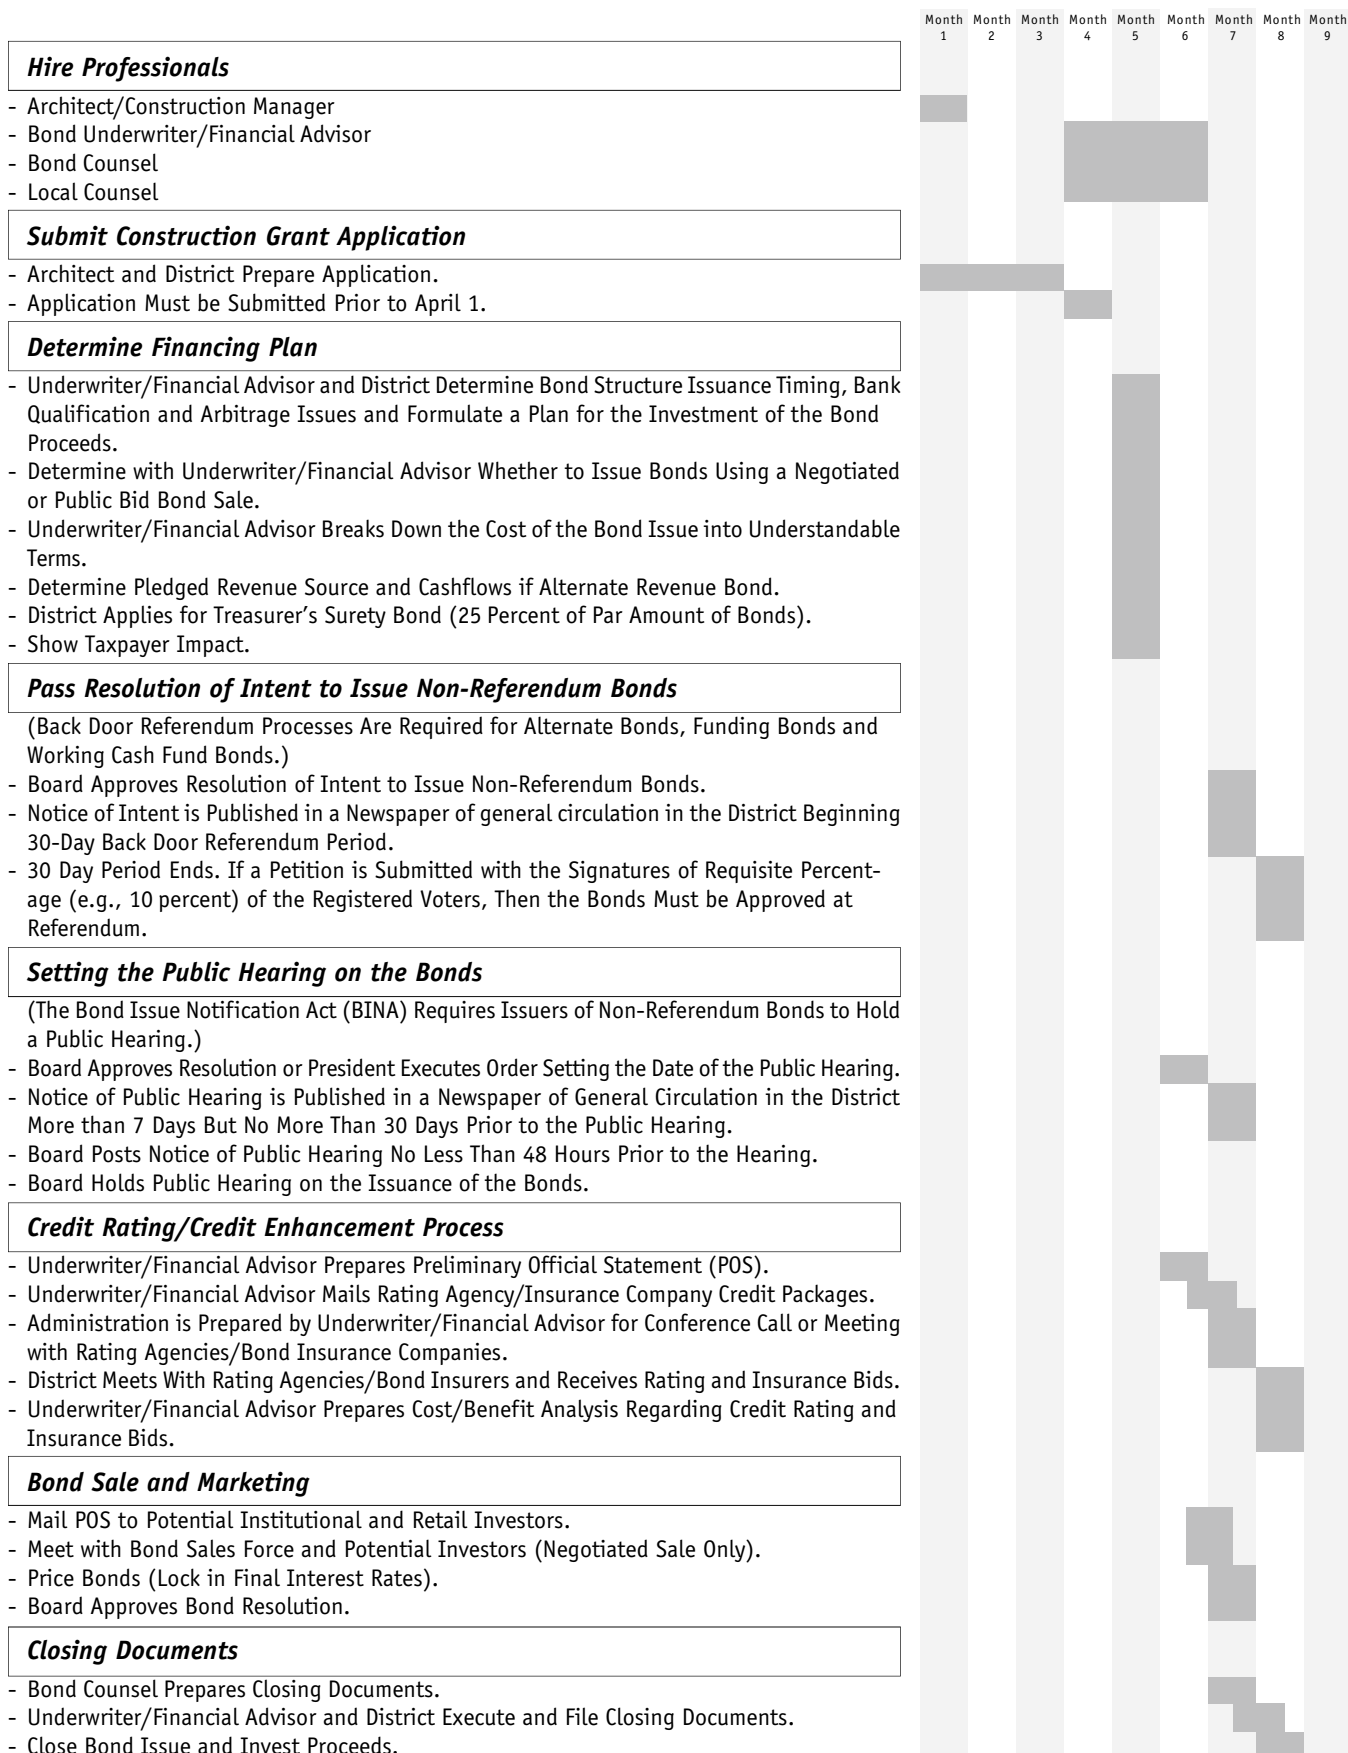 Month Month Month Month Month Month Month Month Month
1 2 3 4 5 6 7 8 9
Hire Professionals
- Architect/Construction Manager
- Bond Underwriter/Financial Advisor
- Bond Counsel
- Local Counsel
Submit Construction Grant Application
- Architect and District Prepare Application.
- Application Must be Submitted Prior to April 1.
Determine Financing Plan
- Underwriter/Financial Advisor and District Determine Bond Structure Issuance Timing, Bank
Qualification and Arbitrage Issues and Formulate a Plan for the Investment of the Bond
Proceeds.
- Determine with Underwriter/Financial Advisor Whether to Issue Bonds Using a Negotiated
or Public Bid Bond Sale.
- Underwriter/Financial Advisor Breaks Down the Cost of the Bond Issue into Understandable
Terms.
- Determine Pledged Revenue Source and Cashflows if Alternate Revenue Bond.
- District Applies for Treasurer’s Surety Bond (25 Percent of Par Amount of Bonds).
- Show Taxpayer Impact.
Pass Resolution of Intent to Issue Non-Referendum Bonds
(Back Door Referendum Processes Are Required for Alternate Bonds, Funding Bonds and
Working Cash Fund Bonds.)
- Board Approves Resolution of Intent to Issue Non-Referendum Bonds.
- Notice of Intent is Published in a Newspaper of general circulation in the District Beginning
30-Day Back Door Referendum Period.
- 30 Day Period Ends. If a Petition is Submitted with the Signatures of Requisite Percent-
age (e.g., 10 percent) of the Registered Voters, Then the Bonds Must be Approved at
Referendum.
Setting the Public Hearing on the Bonds
(The Bond Issue Notification Act (BINA) Requires Issuers of Non-Referendum Bonds to Hold
a Public Hearing.)
- Board Approves Resolution or President Executes Order Setting the Date of the Public Hearing.
- Notice of Public Hearing is Published in a Newspaper of General Circulation in the District
More than 7 Days But No More Than 30 Days Prior to the Public Hearing.
- Board Posts Notice of Public Hearing No Less Than 48 Hours Prior to the Hearing.
- Board Holds Public Hearing on the Issuance of the Bonds.
Credit Rating/Credit Enhancement Process
- Underwriter/Financial Advisor Prepares Preliminary Official Statement (POS).
- Underwriter/Financial Advisor Mails Rating Agency/Insurance Company Credit Packages.
- Administration is Prepared by Underwriter/Financial Advisor for Conference Call or Meeting
with Rating Agencies/Bond Insurance Companies.
- District Meets With Rating Agencies/Bond Insurers and Receives Rating and Insurance Bids.
- Underwriter/Financial Advisor Prepares Cost/Benefit Analysis Regarding Credit Rating and
Insurance Bids.
Bond Sale and Marketing
- Mail POS to Potential Institutional and Retail Investors.
- Meet with Bond Sales Force and Potential Investors (Negotiated Sale Only).
- Price Bonds (Lock in Final Interest Rates).
- Board Approves Bond Resolution.
Closing Documents
- Bond Counsel Prepares Closing Documents.
- Underwriter/Financial Advisor and District Execute and File Closing Documents.
- Close Bond Issue and Invest Proceeds.